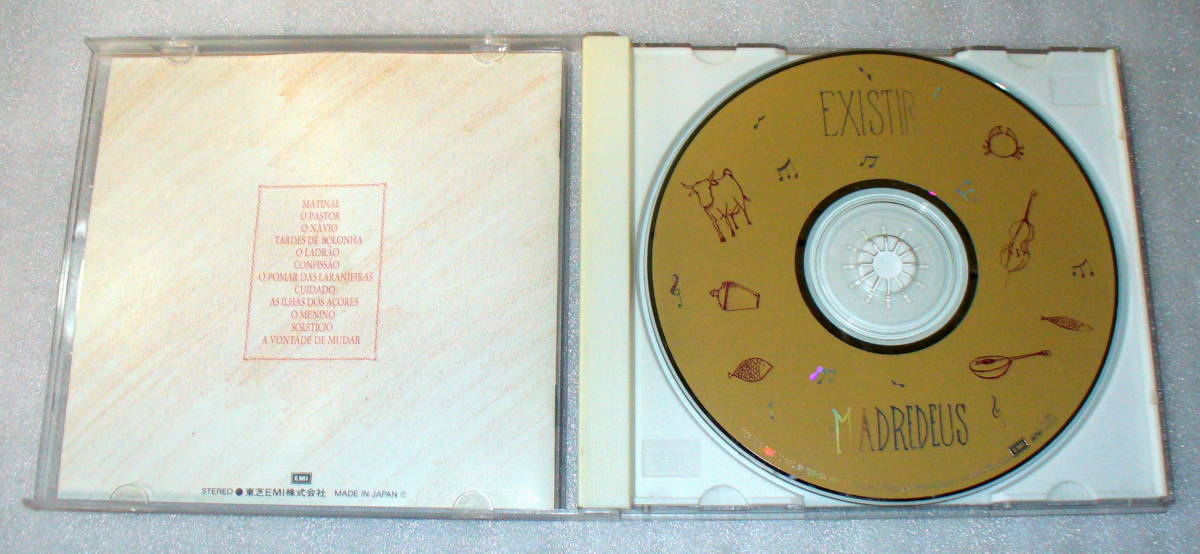 MATINAL
O PASTOR
O NAVIO
TARDES DE BOLONHA
O LADRÃO
CONFISSÃO
O POMAR DAS LARANJEIRAS
CUIDADO
AS ILHAS DOS AÇORES
O MENINO
SOLSTÍCIO
A VONTADE DE MUDAR
EMI
STEREO ● 東芝EMI株式会社 MADE IN JAPAN Ⓟ
EXISTIR
MADREDEUS
EMI